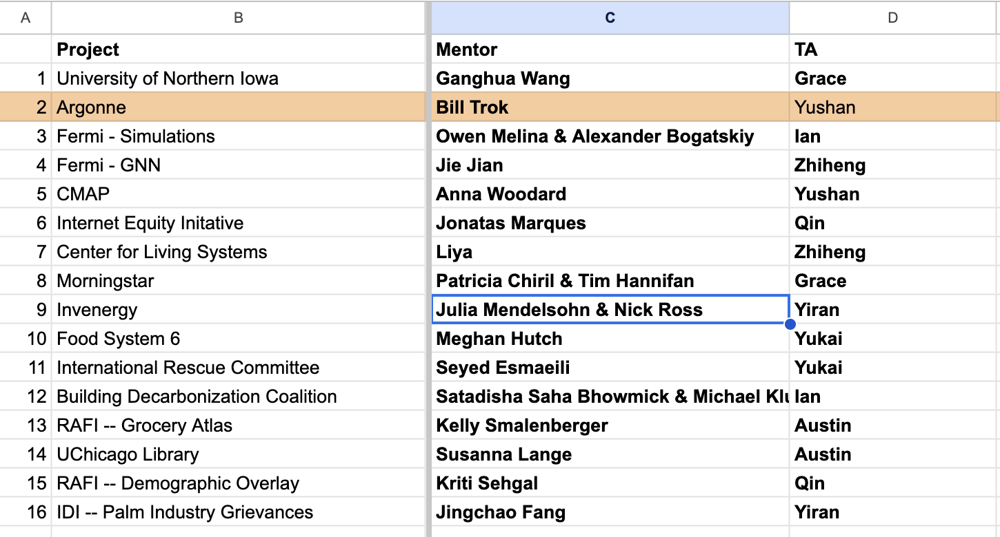 A B C D
Project Mentor TA
1 University of Northern Iowa Ganghua Wang Grace
2 Argonne Bill Trok Yushan
3 Fermi - Simulations Owen Melina & Alexander Bogatskiy Ian
4 Fermi - GNN Jie Jian Zhiheng
5 CMAP Anna Woodard Yushan
6 Internet Equity Initative Jonatas Marques Qin
7 Center for Living Systems Liya Zhiheng
8 Morningstar Patricia Chiril & Tim Hannifan Grace
9 Invenergy Julia Mendelsohn & Nick Ross Yiran
10 Food System 6 Meghan Hutch Yukai
11 International Rescue Committee Seyed Esmaeili Yukai
12 Building Decarbonization Coalition Satadisha Saha Bhowmick & Michael Ian
13 RAFI -- Grocery Atlas Kelly Smalenberger Austin
14 UChicago Library Susanna Lange Austin
15 RAFI -- Demographic Overlay Kriti Sehgal Qin
16 IDI -- Palm Industry Grievances Jingchao Fang Yiran